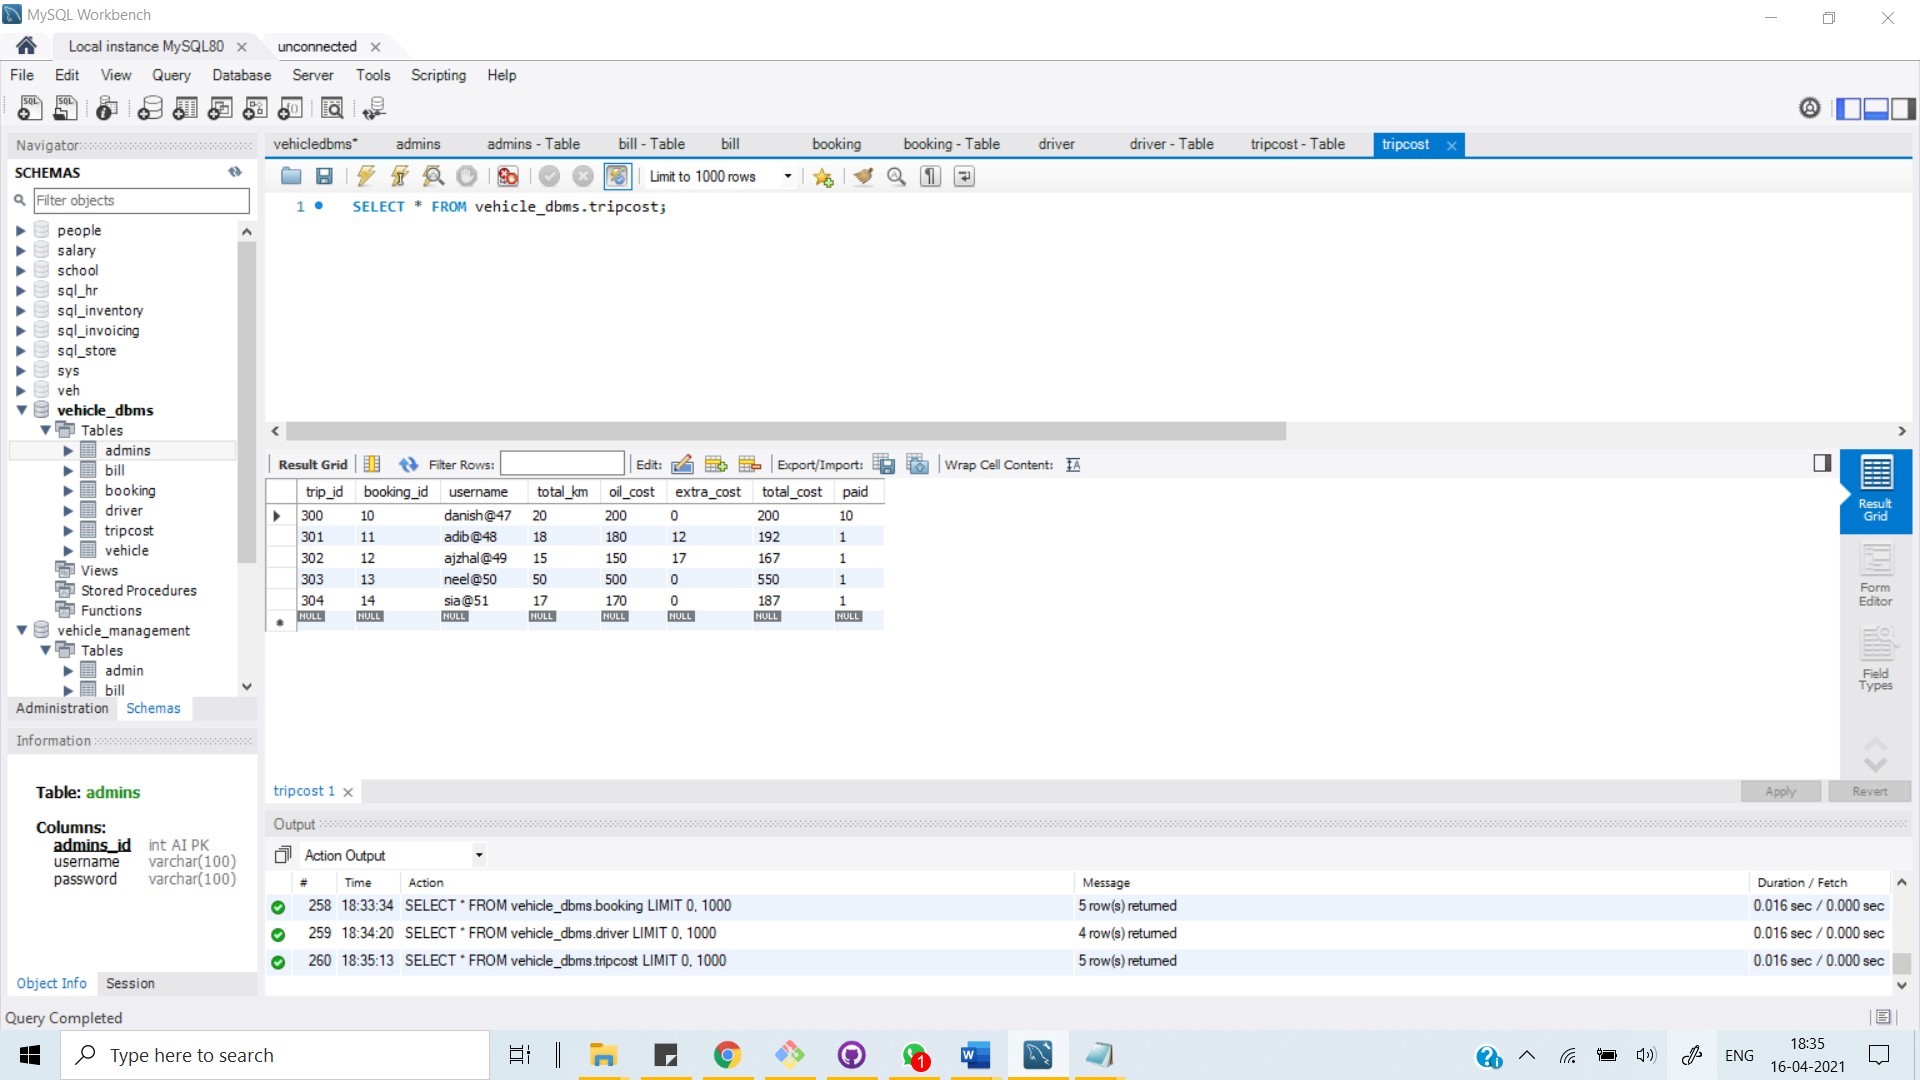 MySQL Workbench
Local instance MySQL80
unconnected
File Edit View Query Database Server Tools Scripting Help
Navigator
SCHEMAS
Filter objects
people
salary
school
sql_hr
sql_inventory
sql_invoicing
sql_store
sys
veh
vehicle_dbms
Tables
admins
bill
booking
driver
tripcost
vehicle
Views
Stored Procedures
Functions
vehicle_management
Tables
admin
bill
Administration Schemas
Information
Table: admins
Columns:
admins_id int AI PK
username varchar(100)
password varchar(100)
Object Info Session
Query Completed
vehicledbms* admins admins - Table bill - Table bill booking booking - Table driver driver - Table tripcost - Table tripcost
Limit to 1000 rows
1 SELECT * FROM vehicle_dbms.tripcost;
Result Grid Filter Rows: Edit: Export/Import: Wrap Cell Content:
trip_id booking_id username total_km oil_cost extra_cost total_cost paid
300 10 danish@47 20 200 0 200 10
301 11 adib@48 18 180 12 192 1
302 12 ajzhal@49 15 150 17 167 1
303 13 neel@50 50 500 0 550 1
304 14 sia@51 17 170 0 187 1
NULL NULL NULL NULL NULL NULL NULL NULL
Result Grid
Form Editor
Field Types
tripcost 1
Apply Revert
Output
Action Output
# Time Action Message Duration / Fetch
258 18:33:34 SELECT * FROM vehicle_dbms.booking LIMIT 0, 1000 5 row(s) returned 0.016 sec / 0.000 sec
259 18:34:20 SELECT * FROM vehicle_dbms.driver LIMIT 0, 1000 4 row(s) returned 0.016 sec / 0.000 sec
260 18:35:13 SELECT * FROM vehicle_dbms.tripcost LIMIT 0, 1000 5 row(s) returned 0.016 sec / 0.000 sec
Type here to search
1
ENG
18:35
16-04-2021